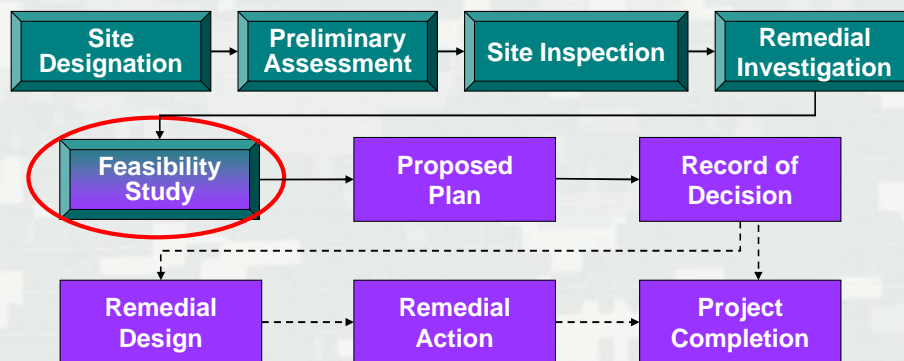 Site
Designation
Preliminary
Assessment
Site Inspection
Remedial
Investigation
Feasibility
Study
Proposed
Plan
Record of
Decision
Remedial
Design
Remedial
Action
Project
Completion